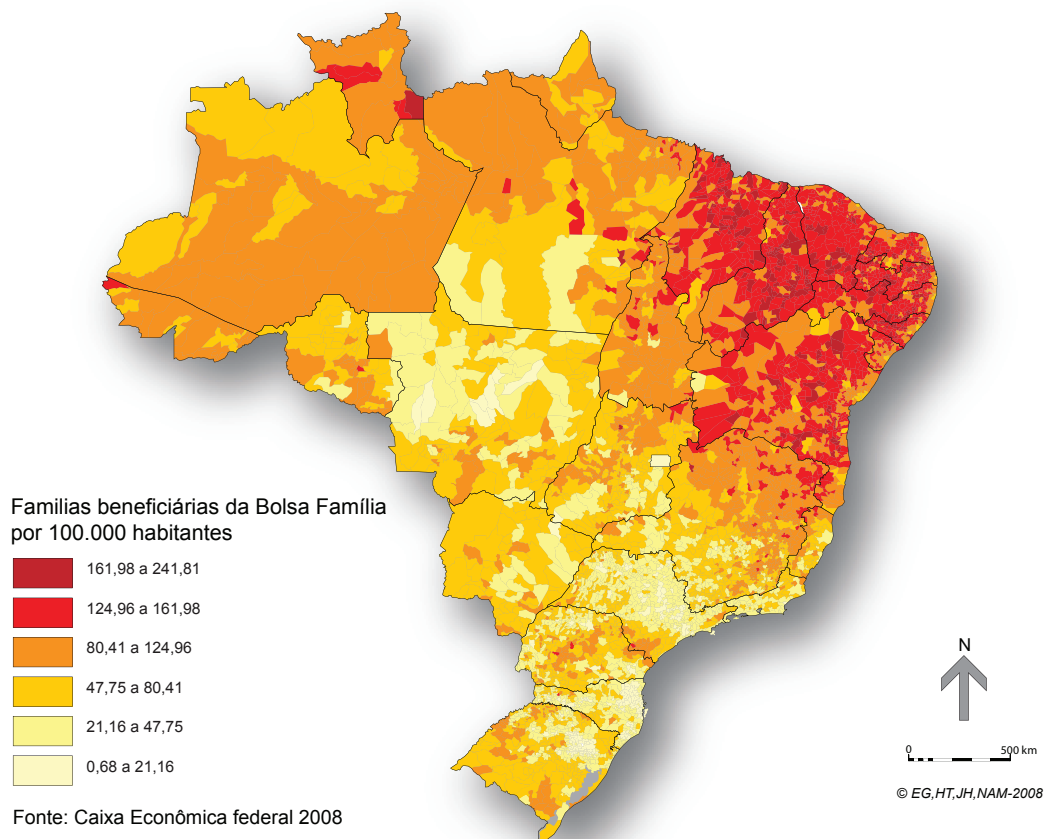 Familias beneficiárias da Bolsa Família
por 100.000 habitantes
161,98 a 241,81
124,96 a 161,98
80,41 a 124,96
47,75 a 80,41
21,16 a 47,75
0,68 a 21,16
Fonte: Caixa Econômica federal 2008
N
0 500 km
© EG,HT,JH,NAM-2008